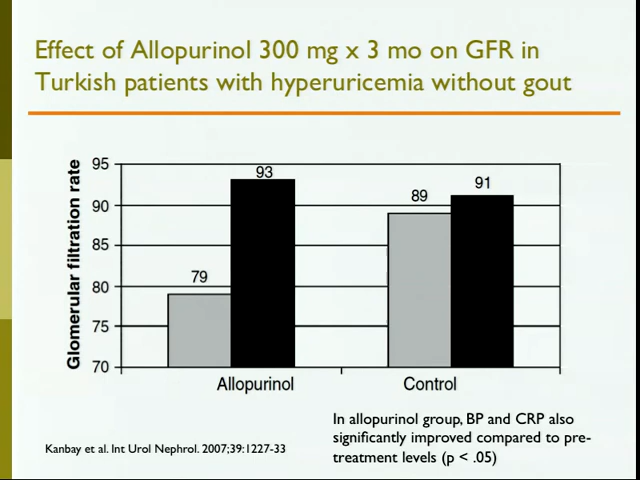 Effect of Allopurinol 300 mg x 3 mo on GFR in
Turkish patients with hyperuricemia without gout
Glomerular filtration rate
95
90
85
80
75
70
79
93
89
91
Allopurinol
Control
In allopurinol group, BP and CRP also
significantly improved compared to pre-
treatment levels (p < .05)
Kanbay et al. Int Urol Nephrol. 2007;39:1227-33